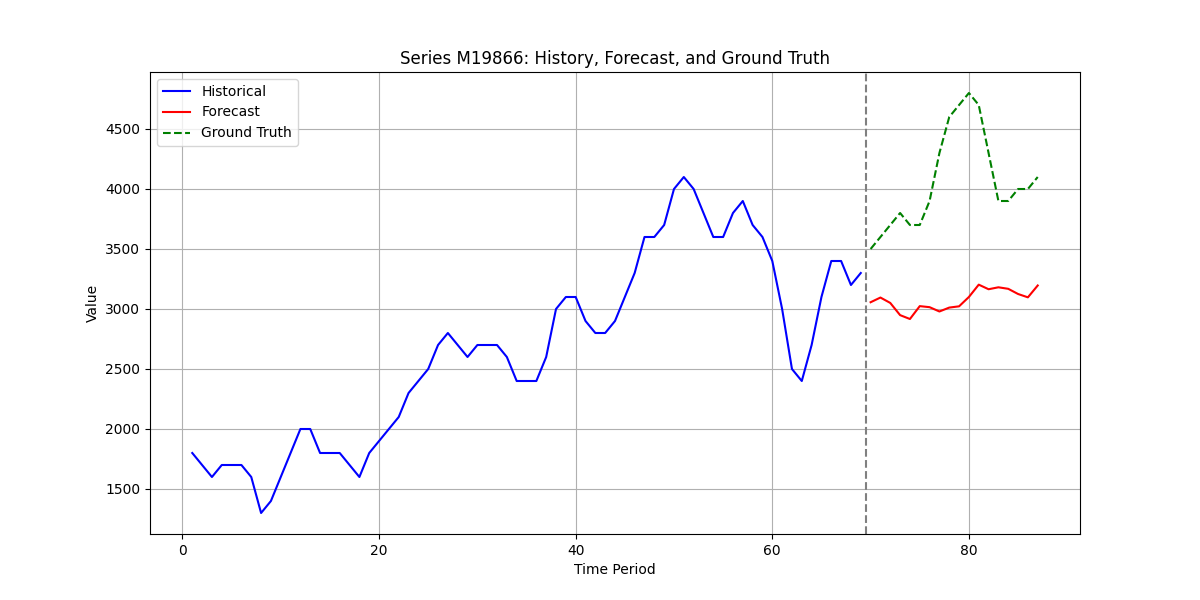 Series M19866: History, Forecast, and Ground Truth
Historical
Forecast
Ground Truth
4500
4000
3500
3000
2500
2000
1500
Value
0 20 40 60 80
Time Period